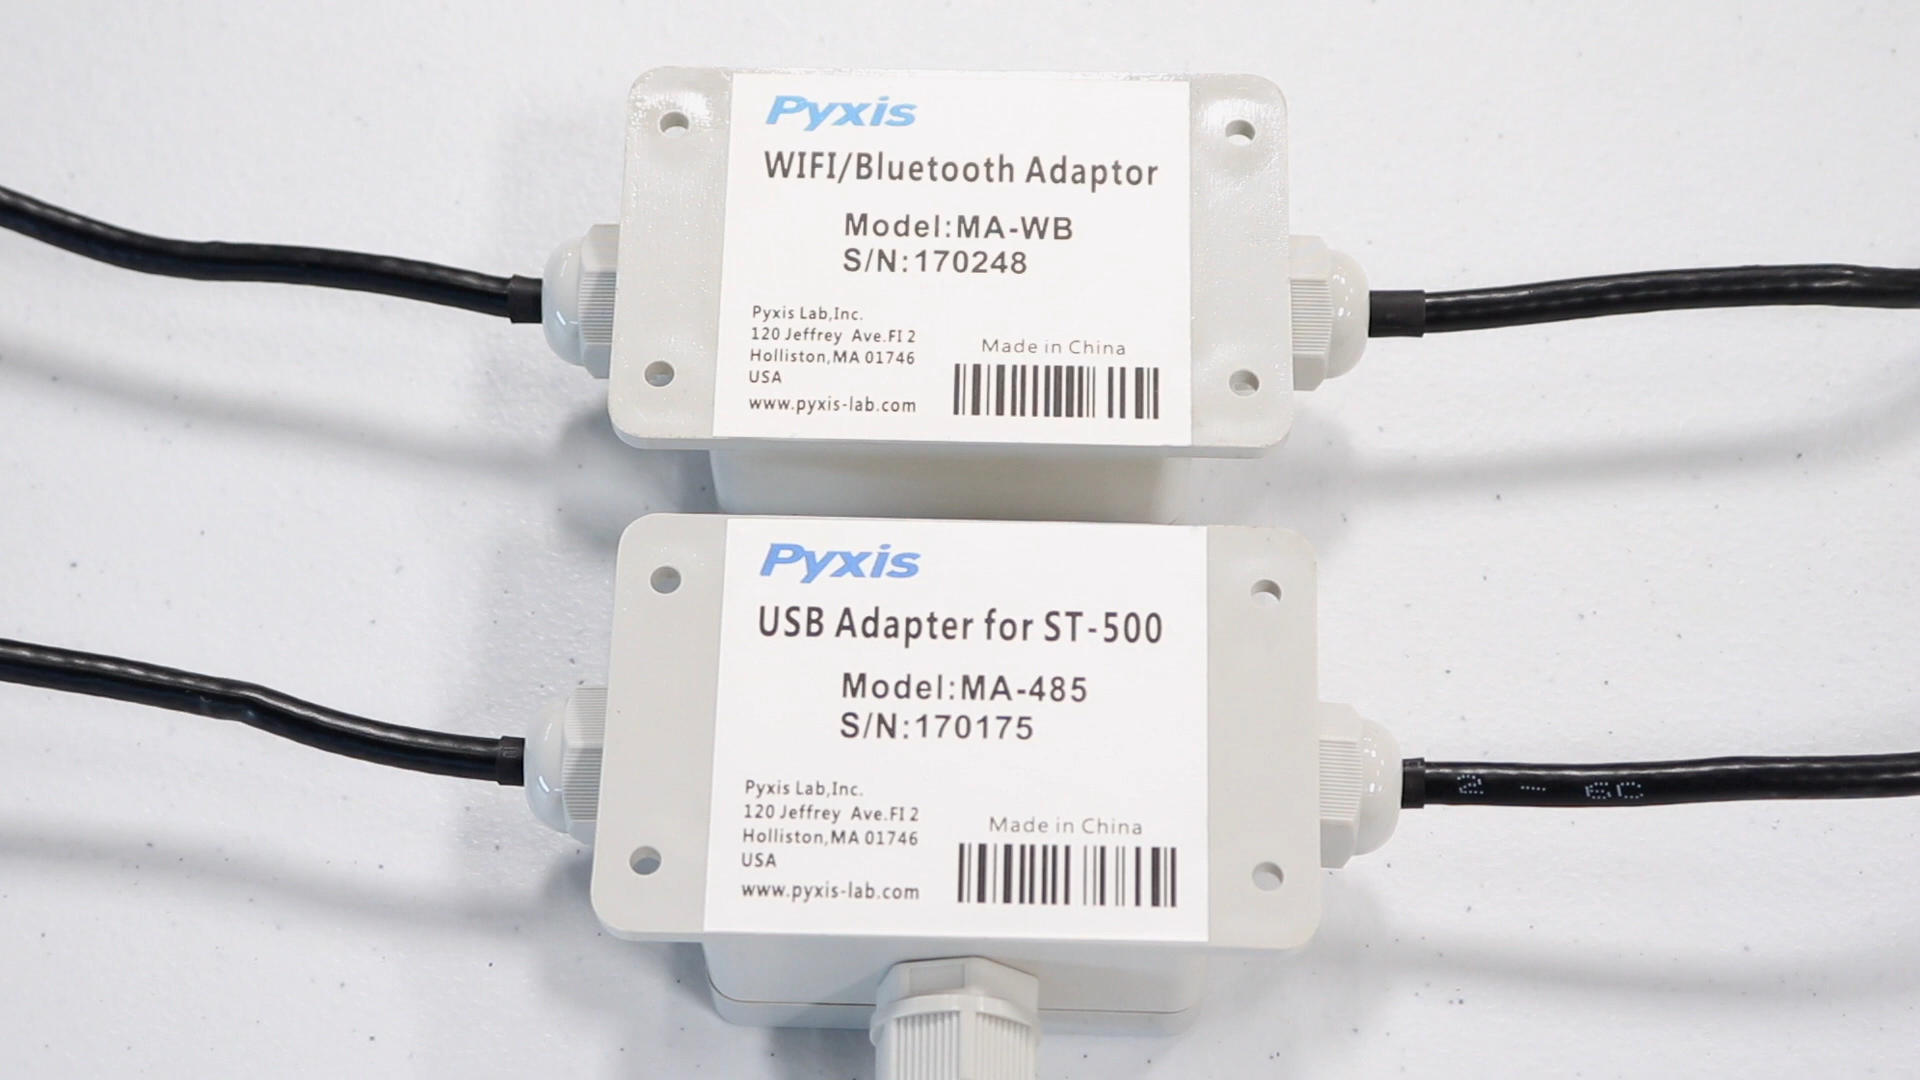 Pyxis
WIFI/Bluetooth Adaptor
Model:MA-WB
S/N:170248
Pyxis Lab,Inc.
120 Jeffrey Ave.FI 2
Holliston,MA 01746
USA
www.pyxis-lab.com
Made in China
Pyxis
USB Adapter for ST-500
Model:MA-485
S/N:170175
Pyxis Lab,Inc.
120 Jeffrey Ave.FI 2
Holliston,MA 01746
USA
www.pyxis-lab.com
Made in China